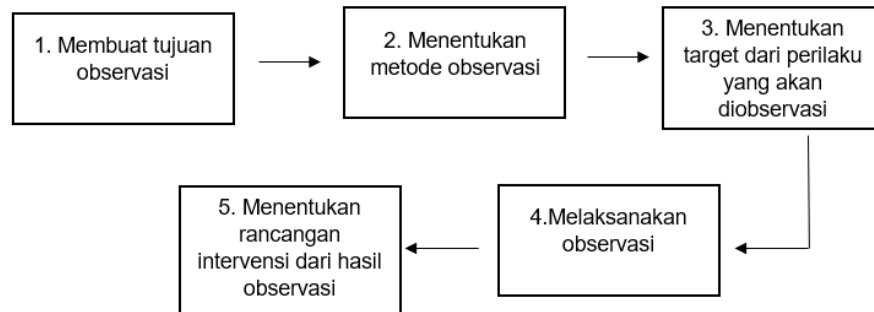 1. Membuat tujuan
observasi
2. Menentukan
metode observasi
3. Menentukan
target dari perilaku
yang akan
diobservasi
4.Melaksanakan
observasi
5. Menentukan
rancangan
intervensi dari hasil
observasi